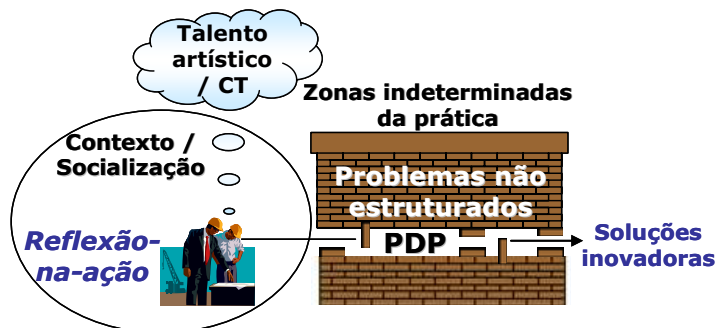 Talento
artístico
/ CT
Zonas indeterminadas
da prática
Contexto /
Socialização
Problemas não
estruturados
Reflexão-
na-ação
PDP
Soluções
inovadoras